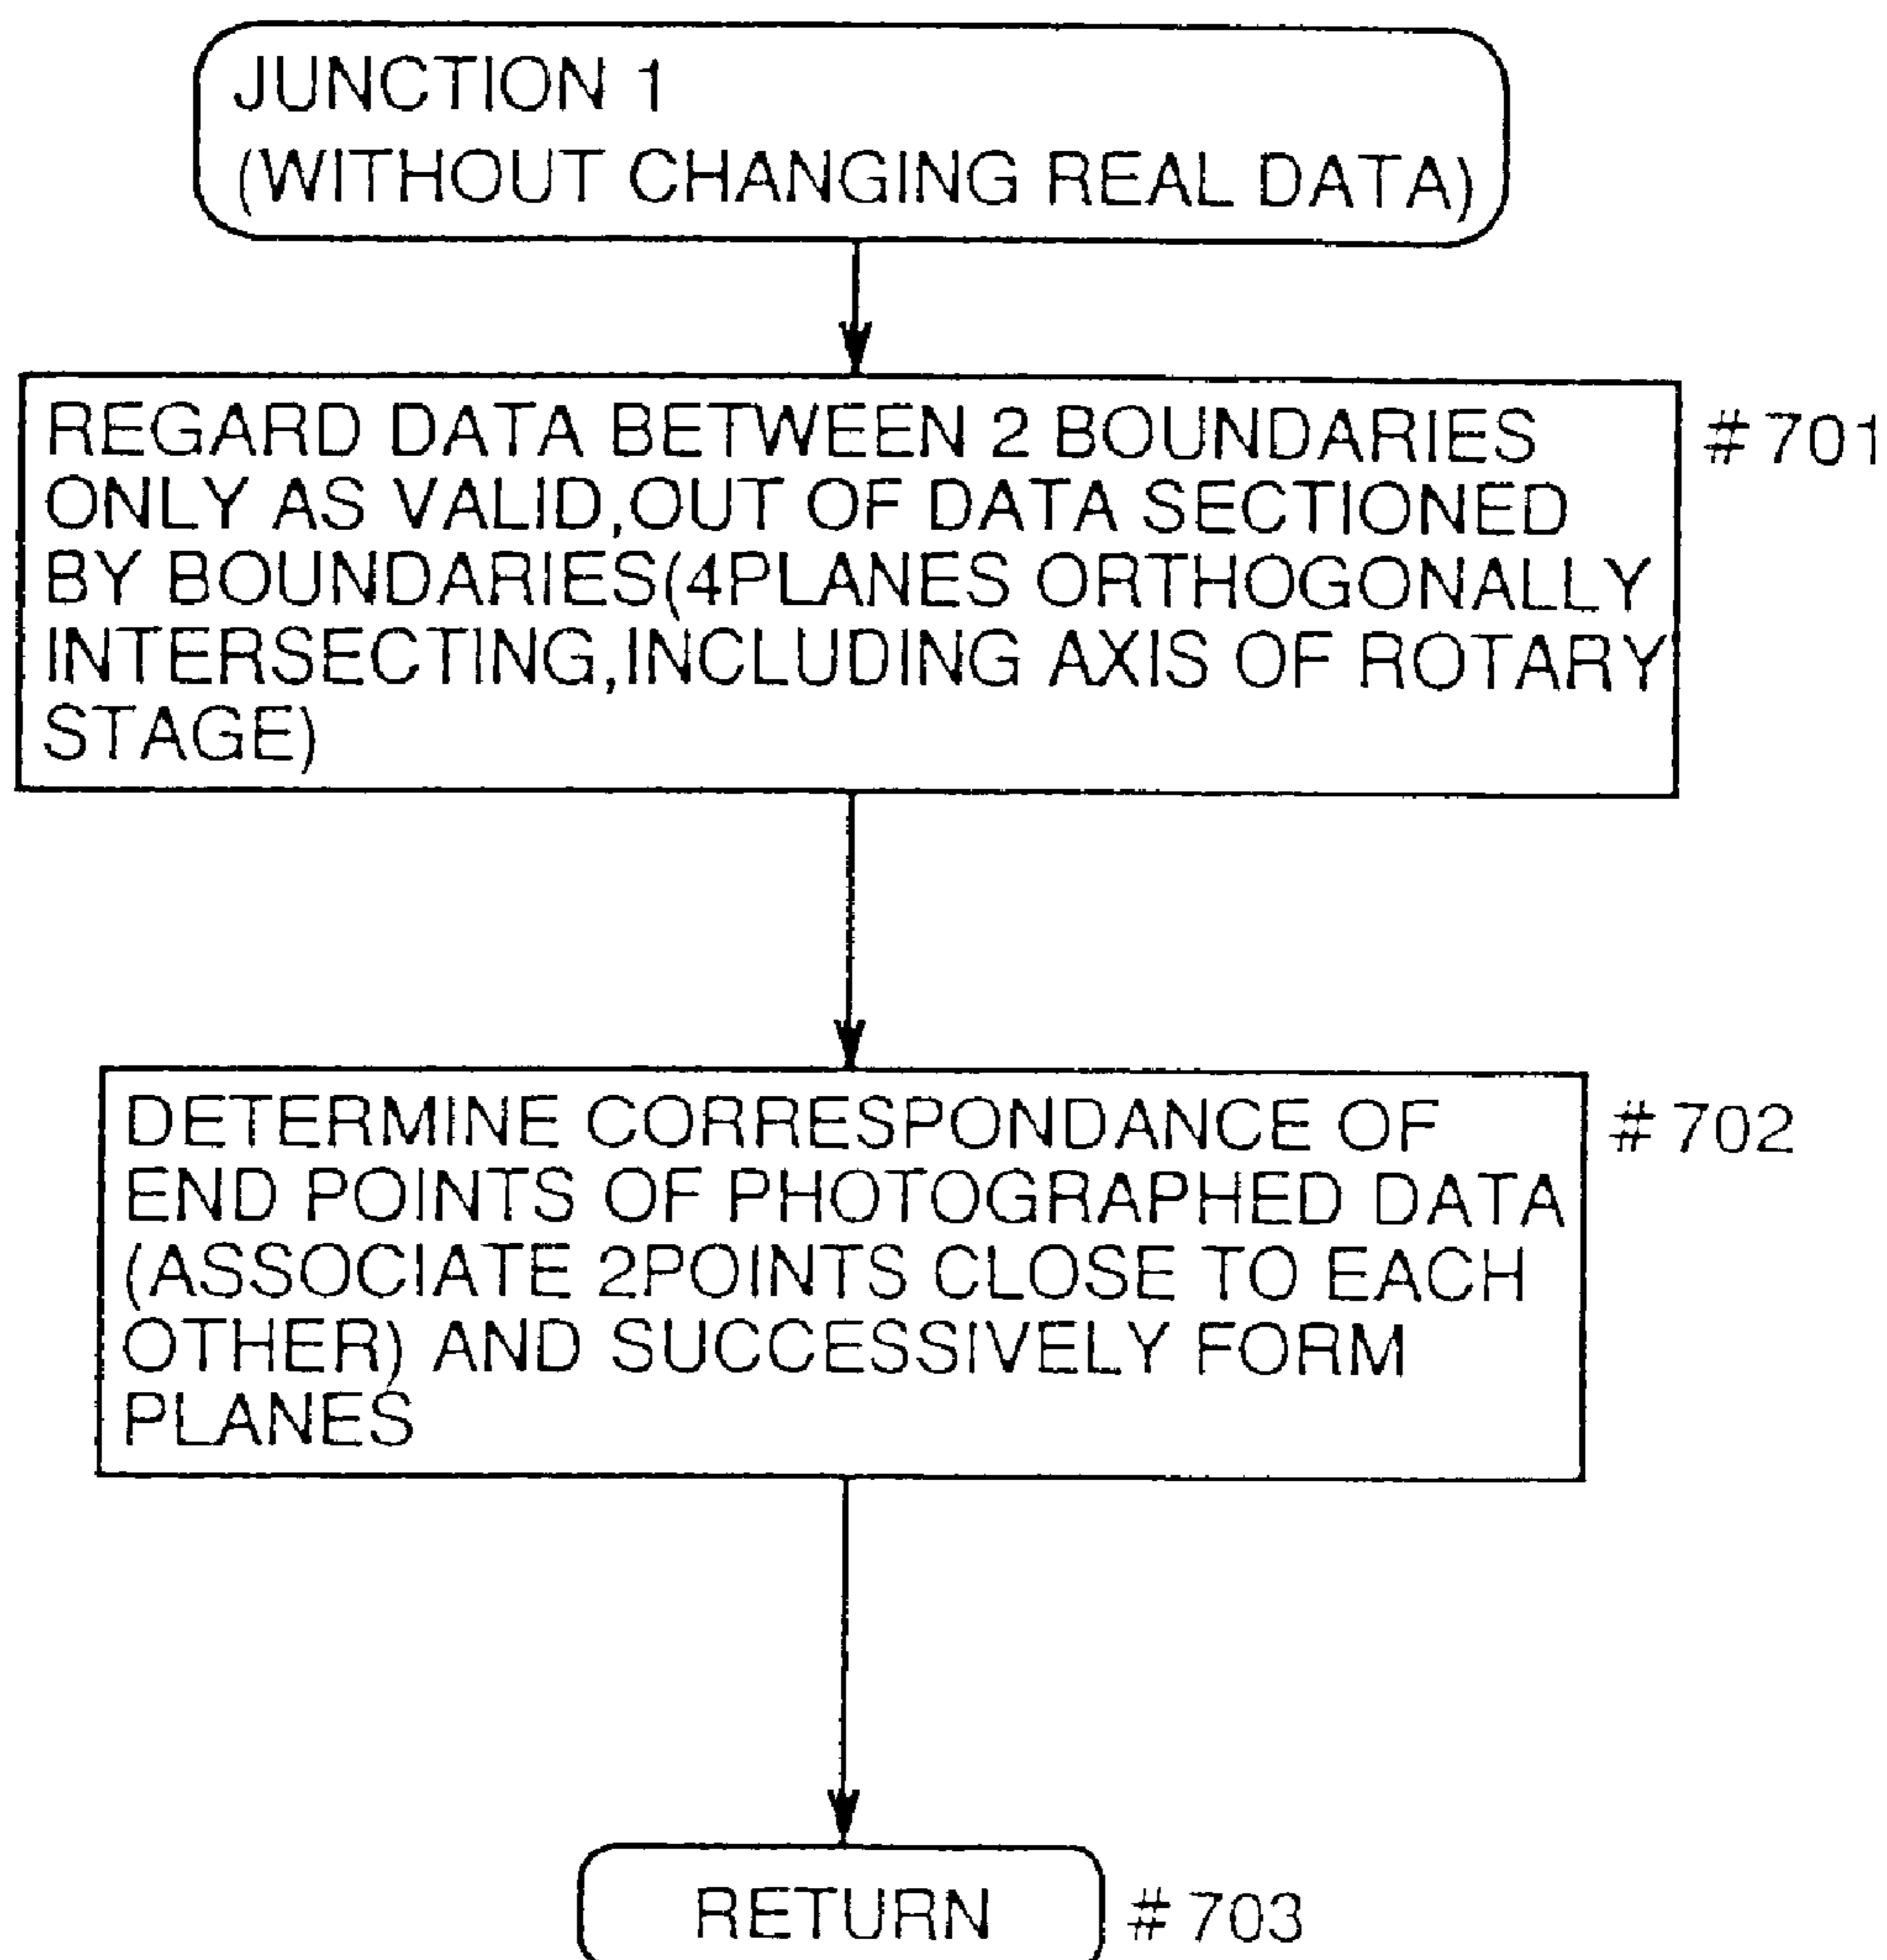 JUNCTION 1
(WITHOUT CHANGING REAL DATA)
REGARD DATA BETWEEN 2 BOUNDARIES
ONLY AS VALID,OUT OF DATA SECTIONED
BY BOUNDARIES(4PLANES ORTHOGONALLY
INTERSECTING,INCLUDING AXIS OF ROTARY
STAGE)
#701
DETERMINE CORRESPONDANCE OF
END POINTS OF PHOTOGRAPHED DATA
(ASSOCIATE 2POINTS CLOSE TO EACH
OTHER) AND SUCCESSIVELY FORM
PLANES
#702
RETURN
#703